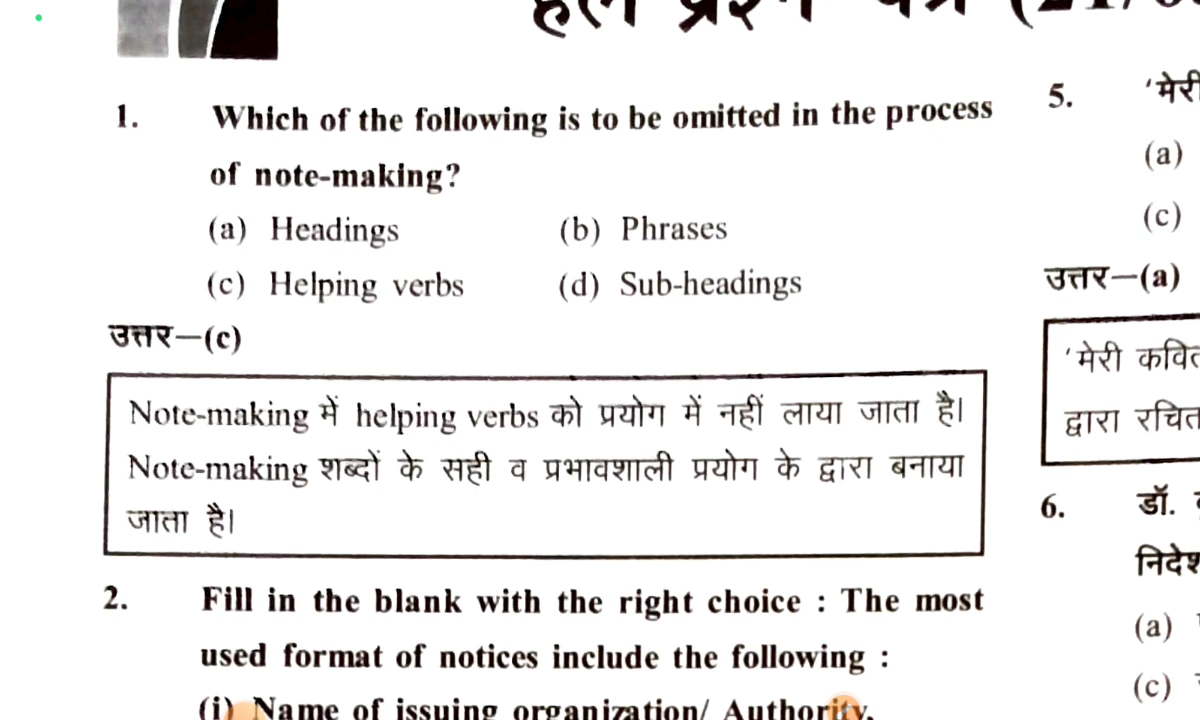 हल प्रश्न पत्र
1. Which of the following is to be omitted in the process
of note-making?
(a) Headings (b) Phrases
(c) Helping verbs (d) Sub-headings
उत्तर–(c)
Note-making में helping verbs को प्रयोग में नहीं लाया जाता है।
Note-making शब्दों के सही व प्रभावशाली प्रयोग के द्वारा बनाया
जाता है।
2. Fill in the blank with the right choice : The most
used format of notices include the following :
(i) Name of issuing organization/ Authority.
5. ‘मेरी
(a)
(c)
उत्तर–(a)
‘मेरी
द्वारा
6. डॉ.
(a)
(c)